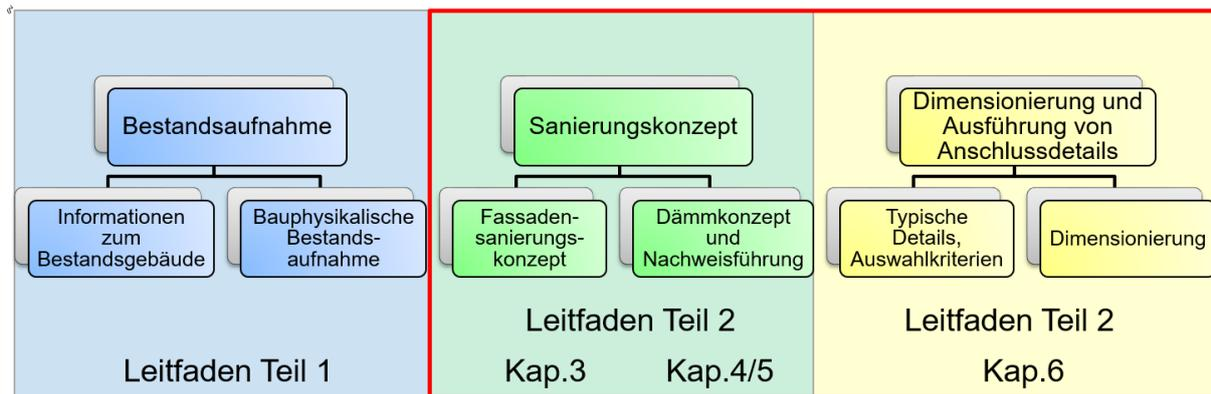 Bestandsaufnahme
Informationen
zum
Bestandsgebäude
Bauphysikalische
Bestands-
aufnahme
Leitfaden Teil 1
Sanierungskonzept
Fassaden-
sanierungs-
konzept
Dämmkonzept
und
Nachweisführung
Leitfaden Teil 2
Kap.3
Kap.4/5
Dimensionierung und
Ausführung von
Anschlussdetails
Typische
Details,
Auswahlkriterien
Dimensionierung
Leitfaden Teil 2
Kap.6